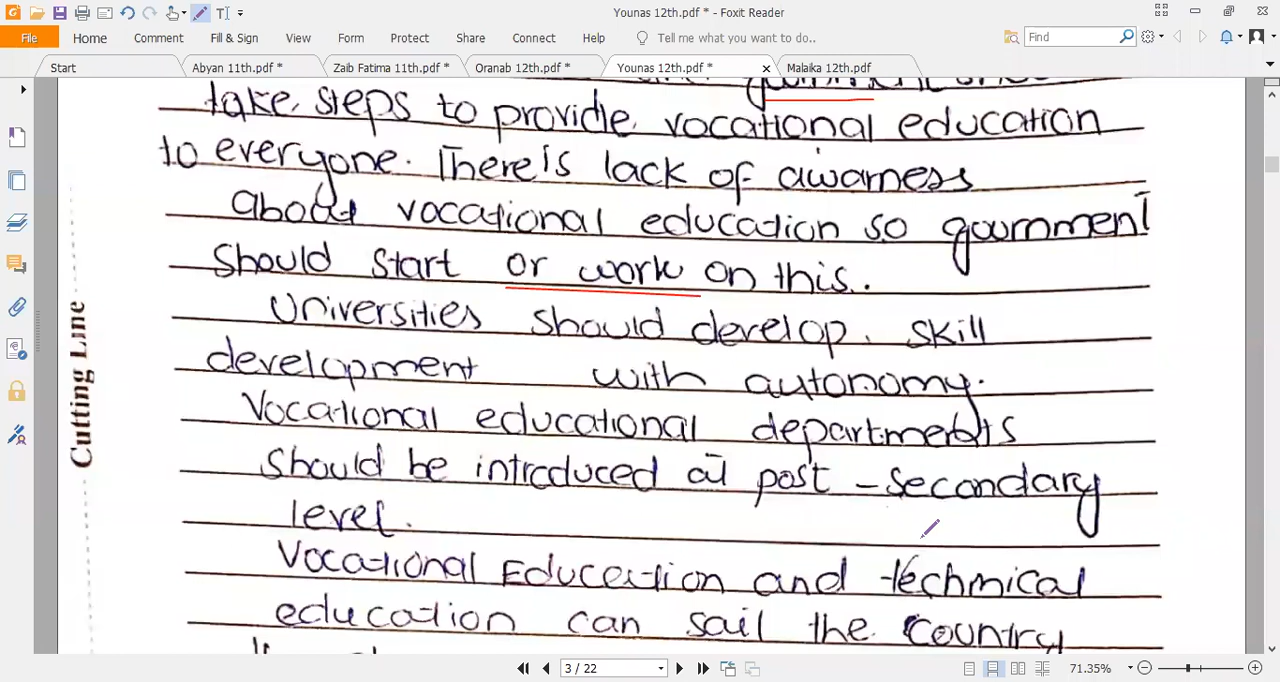 Younas 12th.pdf * - Foxit Reader
File Home Comment Fill & Sign View Form Protect Share Connect Help Tell me what you want to do.. Find
Start Abyan 11th.pdf * Zaib Fatima 11th.pdf * Oranab 12th.pdf * Younas 12th.pdf * Malaika 12th.pdf
take steps to provide vocational education
to everyone. There is lack of awarness
about vocational education so gournment
should start or work on this..
Universities should develop. skill
development with autonomy.
Vocational educational departments
should be introduced at post - secondary
level.
Vocational Education and technical
education can sail the country
Cutting Line
3 / 22
71.35%